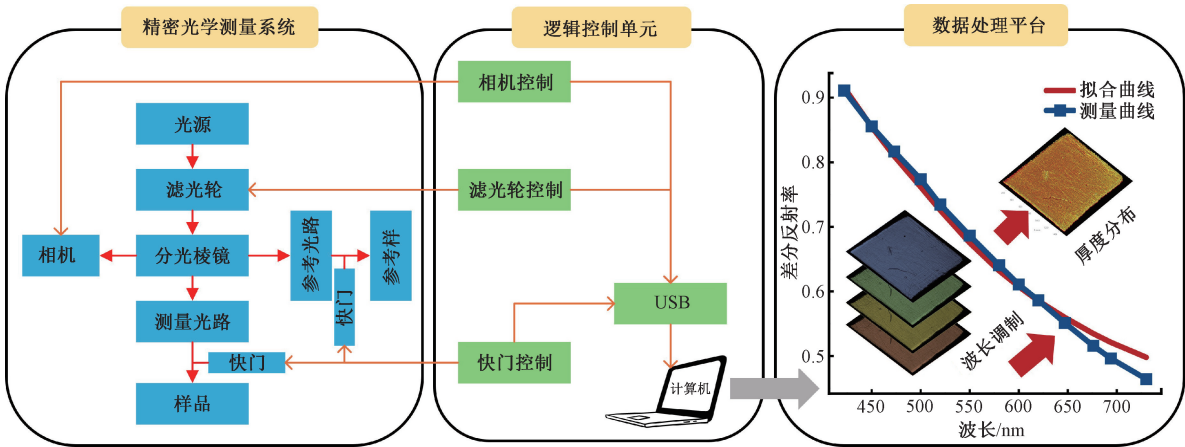 精密光学测量系统
光源
滤光轮
相机
分光棱镜
参考光路
参考样
快门
测量光路
快门
样品
逻辑控制单元
相机控制
滤光轮控制
USB
快门控制
计算机
数据处理平台
拟合曲线
测量曲线
厚度分布
波长调制
差分反射率
0.9
0.8
0.7
0.6
0.5
450 500 550 600 650 700
波长/nm